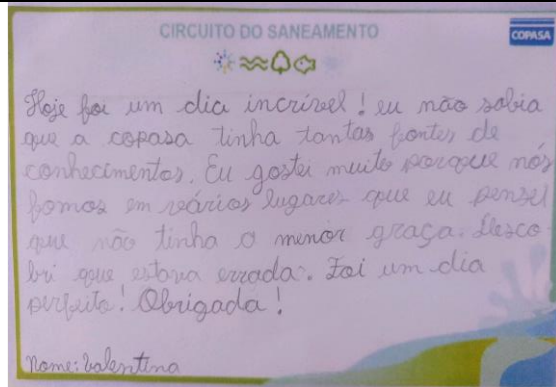 CIRCUITO DO SANEAMENTO
COPASA
Hoje foi um dia incrível! eu não sabia
que a copasa tinha tantas fontes de
conhecimentos. Eu gostei muito porque nós
fomos em vários lugares que eu pensei
que não tinha o menor graça. Desco
bri que estava errada. Foi um dia
perfeito! Obrigada!
Nome: Valentina